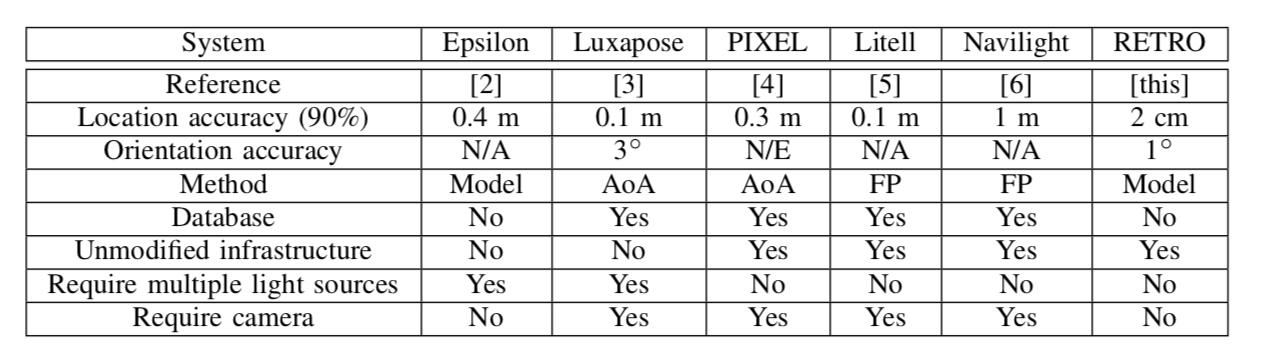 System Epsilon Luxapose PIXEL Litell Navilight RETRO
Reference [2] [3] [4] [5] [6] [this]
Location accuracy (90%) 0.4 m 0.1 m 0.3 m 0.1 m 1 m 2 cm
Orientation accuracy N/A 3° N/E N/A N/A 1°
Method Model AoA AoA FP FP Model
Database No Yes Yes Yes Yes No
Unmodified infrastructure No No Yes Yes Yes Yes
Require multiple light sources Yes Yes No No No No
Require camera No Yes Yes Yes Yes No